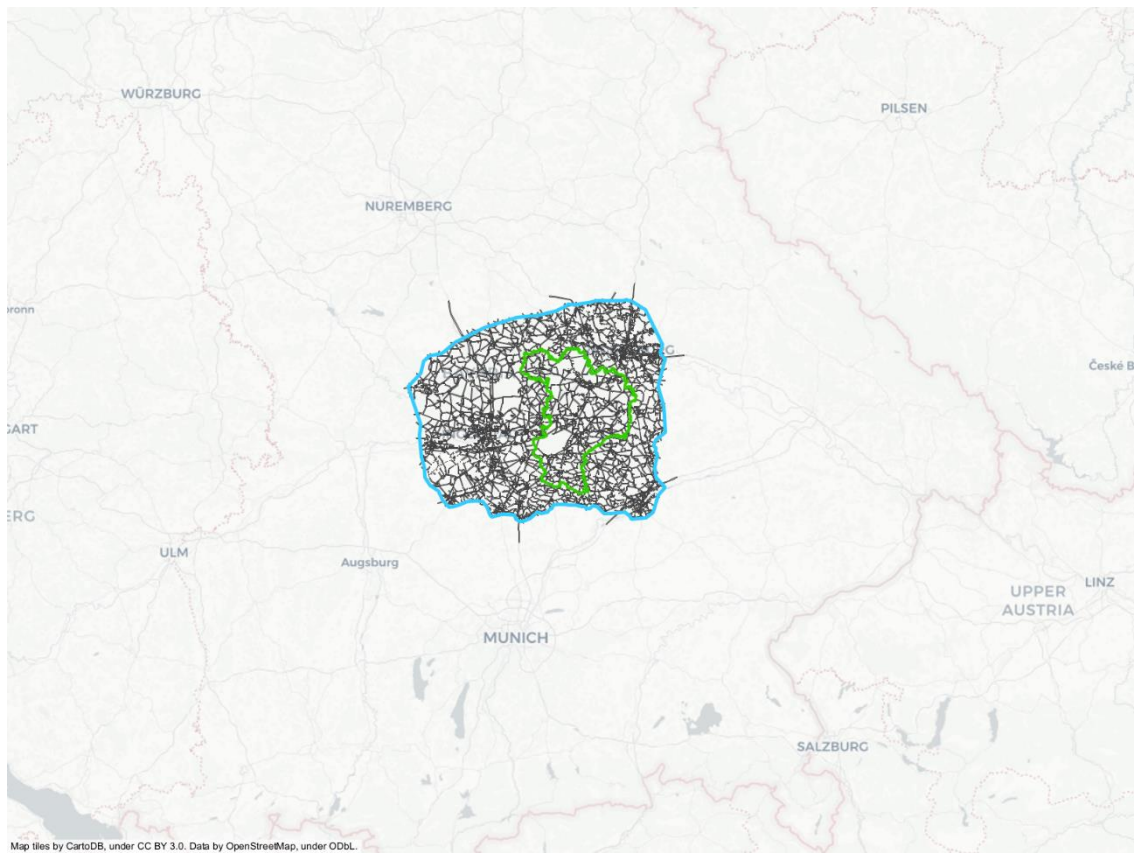 WÜRZBURG
PILSEN
NUREMBERG
bronn
České B
GART
ERG
ULM
Augsburg
UPPER
AUSTRIA
LINZ
MUNICH
SALZBURG
Map tiles by CartoDB, under CC BY 3.0. Data by OpenStreetMap, under ODbL.